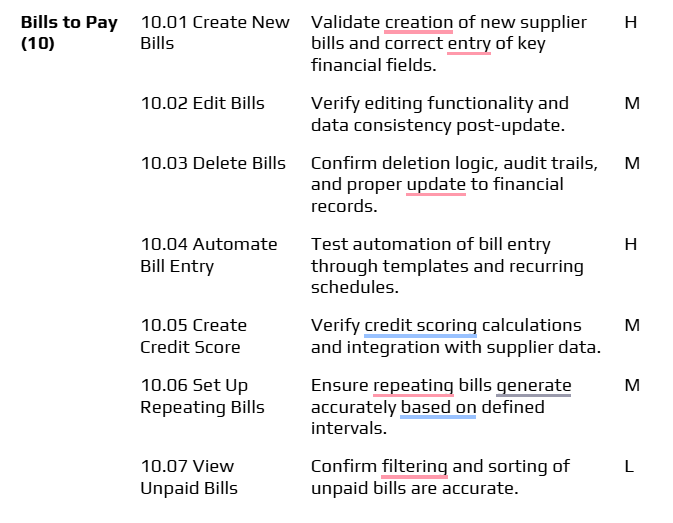 Bills to Pay 10.01 Create New Validate creation of new supplier H
(10) Bills bills and correct entry of key
financial fields.
10.02 Edit Bills Verify editing functionality and M
data consistency post-update.
10.03 Delete Bills Confirm deletion logic, audit trails, M
and proper update to financial
records.
10.04 Automate Test automation of bill entry H
Bill Entry through templates and recurring
schedules.
10.05 Create Verify credit scoring calculations M
Credit Score and integration with supplier data.
10.06 Set Up Ensure repeating bills generate M
Repeating Bills accurately based on defined
intervals.
10.07 View Confirm filtering and sorting of L
Unpaid Bills unpaid bills are accurate.